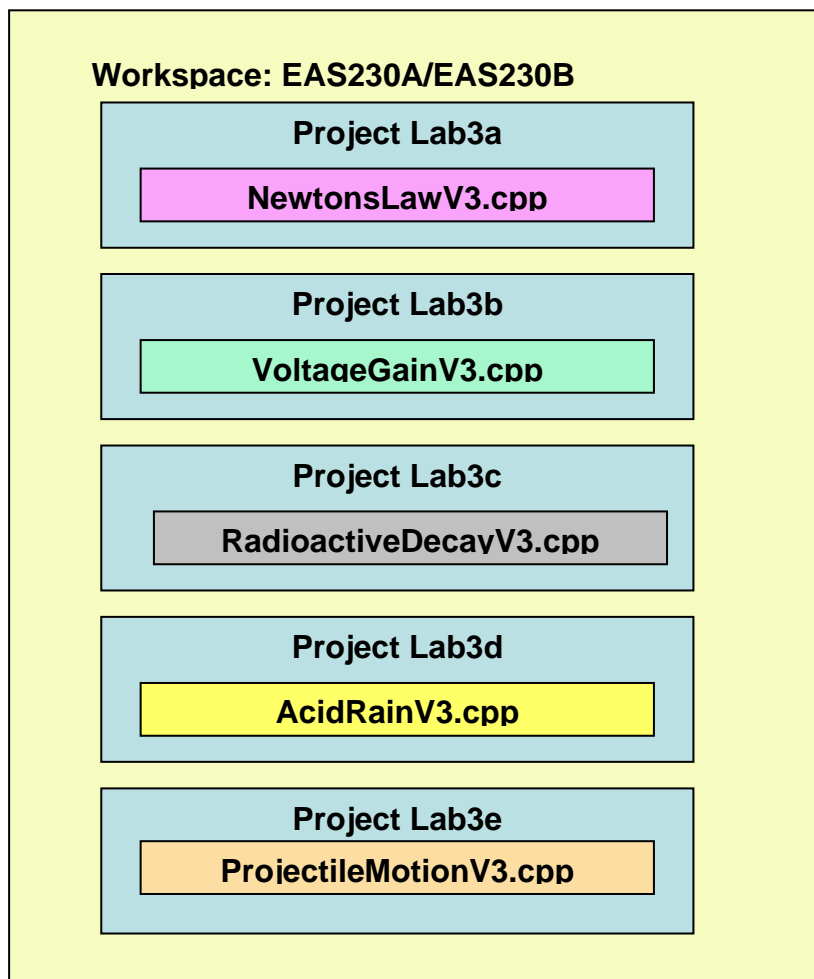 Workspace: EAS230A/EAS230B
Project Lab3a
NewtonsLawV3.cpp
Project Lab3b
VoltageGainV3.cpp
Project Lab3c
RadioactiveDecayV3.cpp
Project Lab3d
AcidRainV3.cpp
Project Lab3e
ProjectileMotionV3.cpp